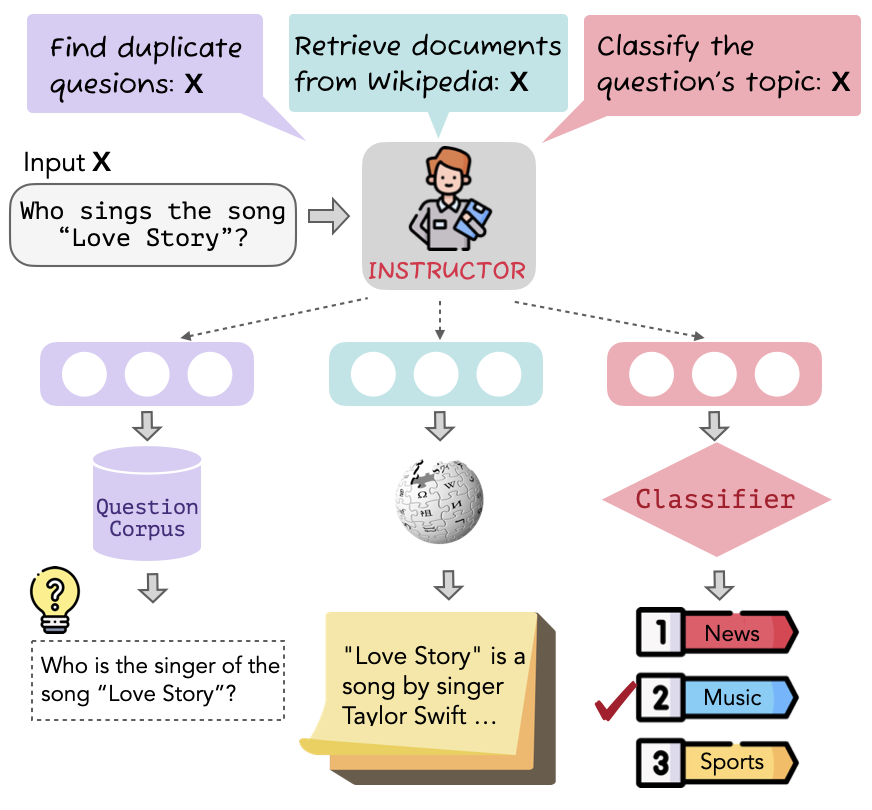 Find duplicate
quesions: X
Retrieve documents
from Wikipedia: X
Classify the
question's topic: X
Input X
Who sings the song
“Love Story”?
INSTRUCTOR
Question
Corpus
Classifier
?
Who is the singer of the
song “Love Story”?
"Love Story" is a
song by singer
Taylor Swift ...
1 News
2 Music
3 Sports